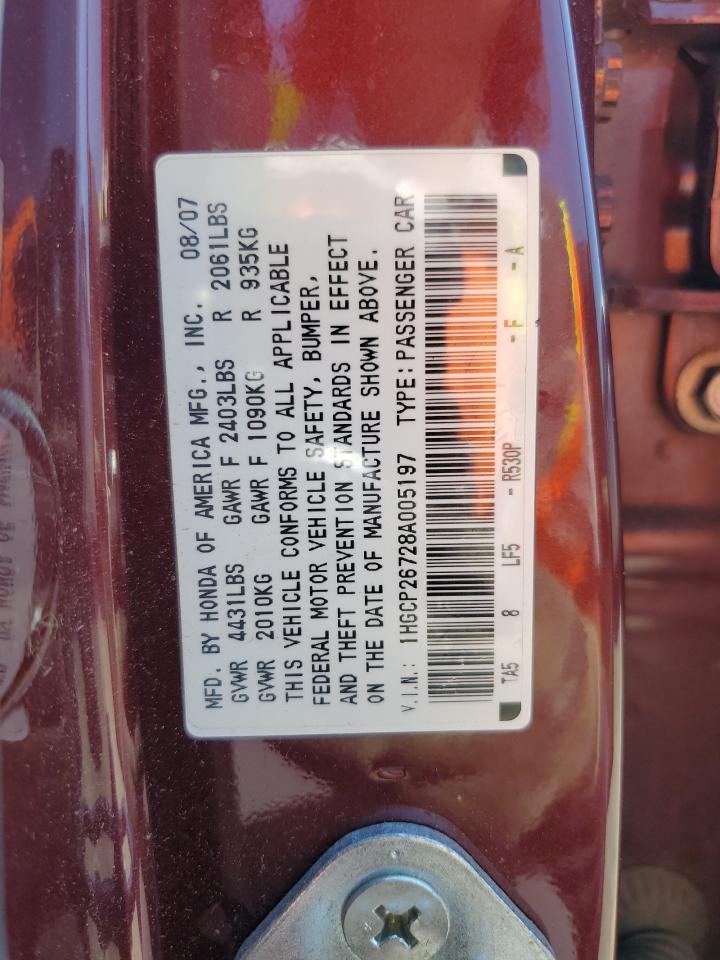 MFD. BY HONDA OF AMERICA MFG., INC. 08/07
GVWR 4431LBS GAWR F 2403LBS R 2061LBS
GVWR 2010KG GAWR F 1090KG R 935KG
THIS VEHICLE CONFORMS TO ALL APPLICABLE
FEDERAL MOTOR VEHICLE SAFETY, BUMPER,
AND THEFT PREVENTION STANDARDS IN EFFECT
ON THE DATE OF MANUFACTURE SHOWN ABOVE.
V.I.N.: 1HGCP26728A005197 TYPE:PASSENGER CAR
TA5 8 LF5 - R530P - F - A